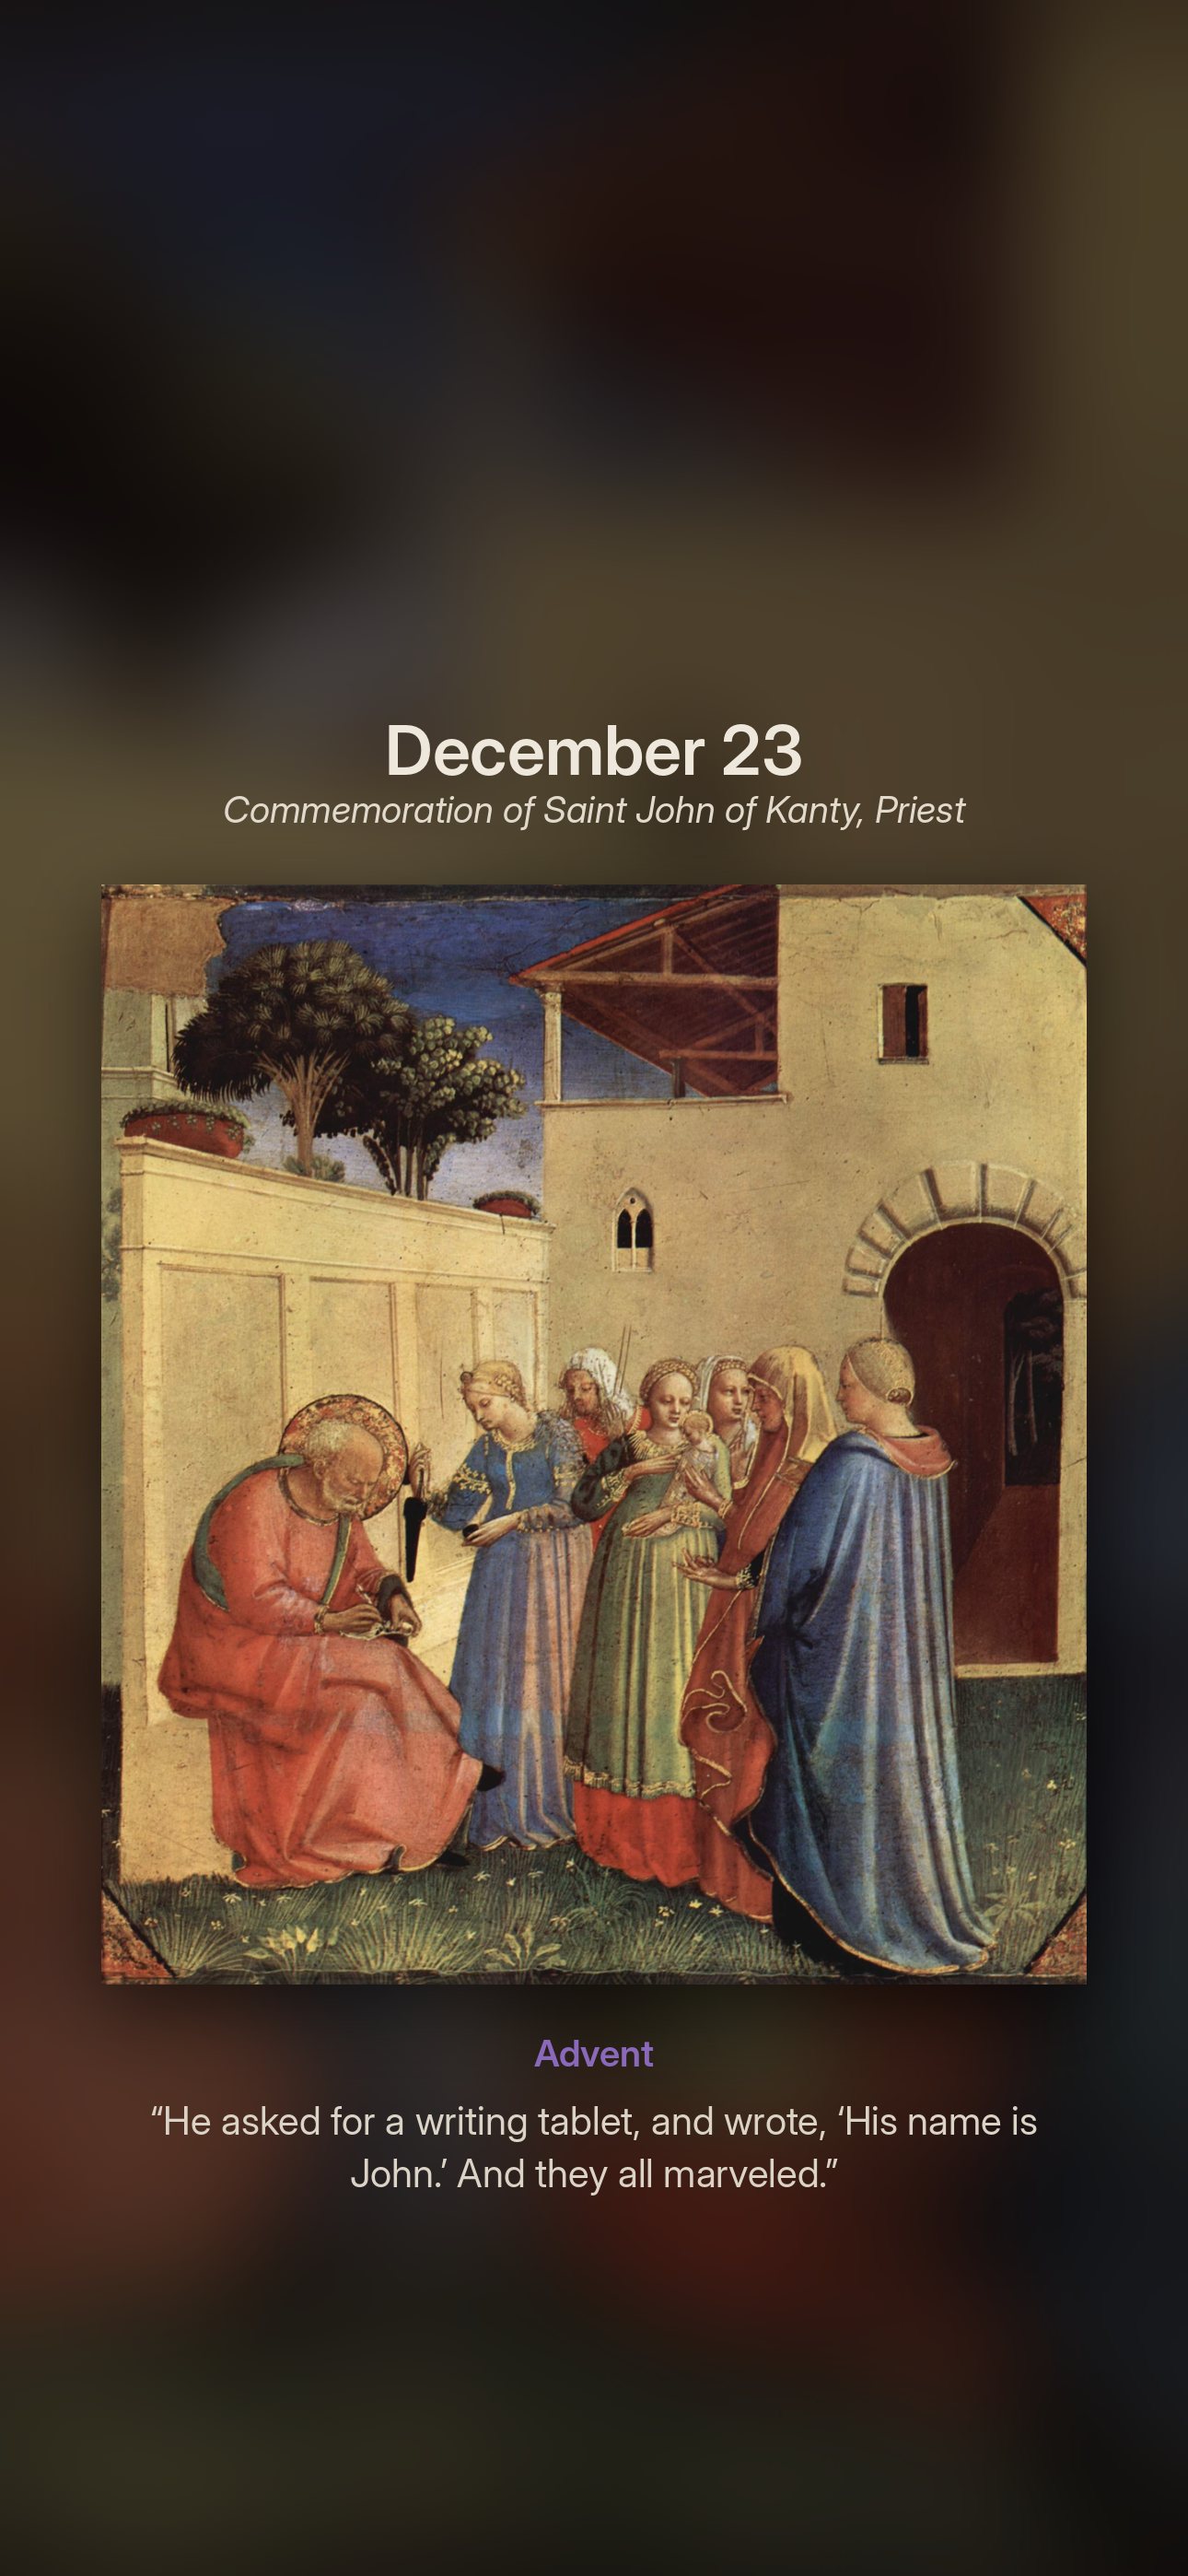 December 23
Commemoration of Saint John of Kanty, Priest
Advent
“He asked for a writing tablet, and wrote, ‘His name is
John.’ And they all marveled.”